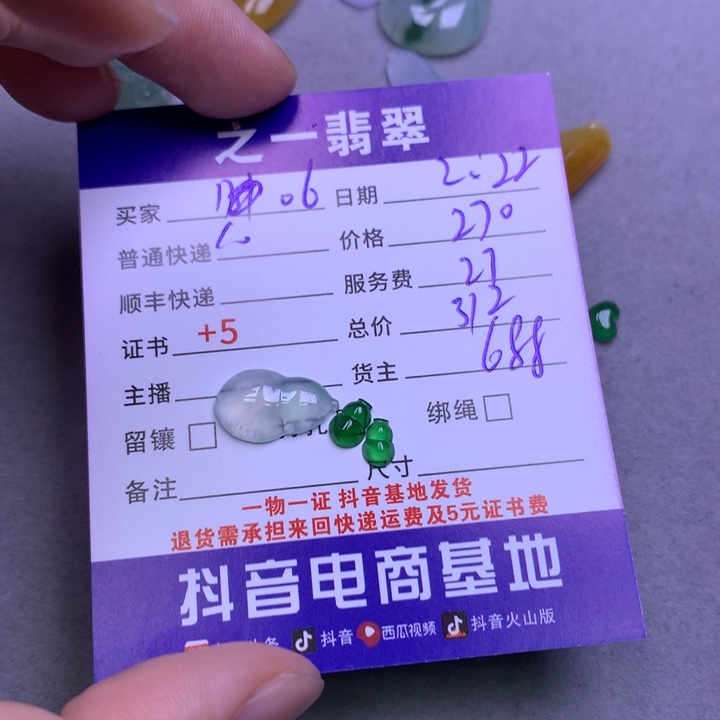 之一翡翠
买家 .06 日期 2.22
普通快递 价格 270
顺丰快递 服务费 27
证书 +5 总价 312
主播 货主 688
留镶 绑绳
备注 尺寸
一物一证 抖音基地发货
退货需承担来回快递运费及5元证书费
抖音电商基地
抖音 西瓜视频 抖音火山版